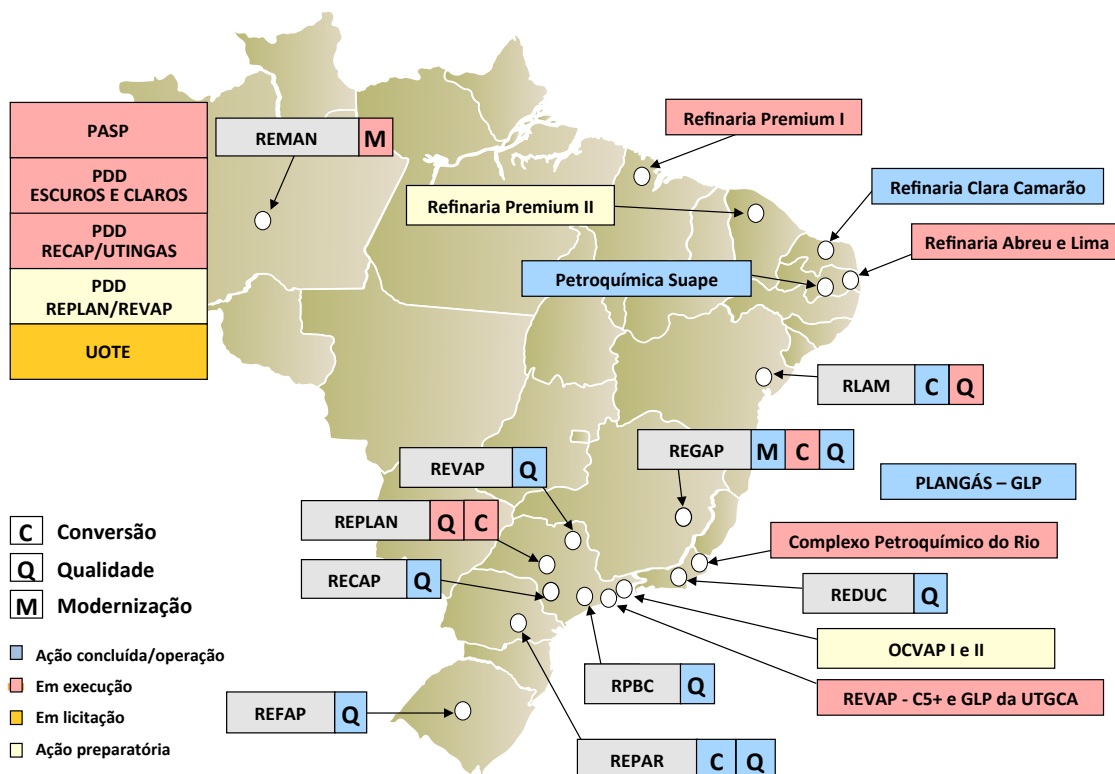 PASP
PDD
ESCUROS E CLAROS
PDD
RECAP/UTINGAS
PDD
REPLAN/REVAP
UOTE
REMAN M
Refinaria Premium I
Refinaria Premium II
Refinaria Clara Camarão
Refinaria Abreu e Lima
Petroquímica Suape
RLAM C Q
REGAP M C Q
REVAP Q
PLANGÁS – GLP
REPLAN Q C
RECAP Q
Complexo Petroquímico do Rio
REDUC Q
OCVAP I e II
RPBC Q
REVAP - C5+ e GLP da UTGCA
REFAP Q
REPAR C Q
C Conversão
Q Qualidade
M Modernização
Ação concluída/operação
Em execução
Em licitação
Ação preparatória